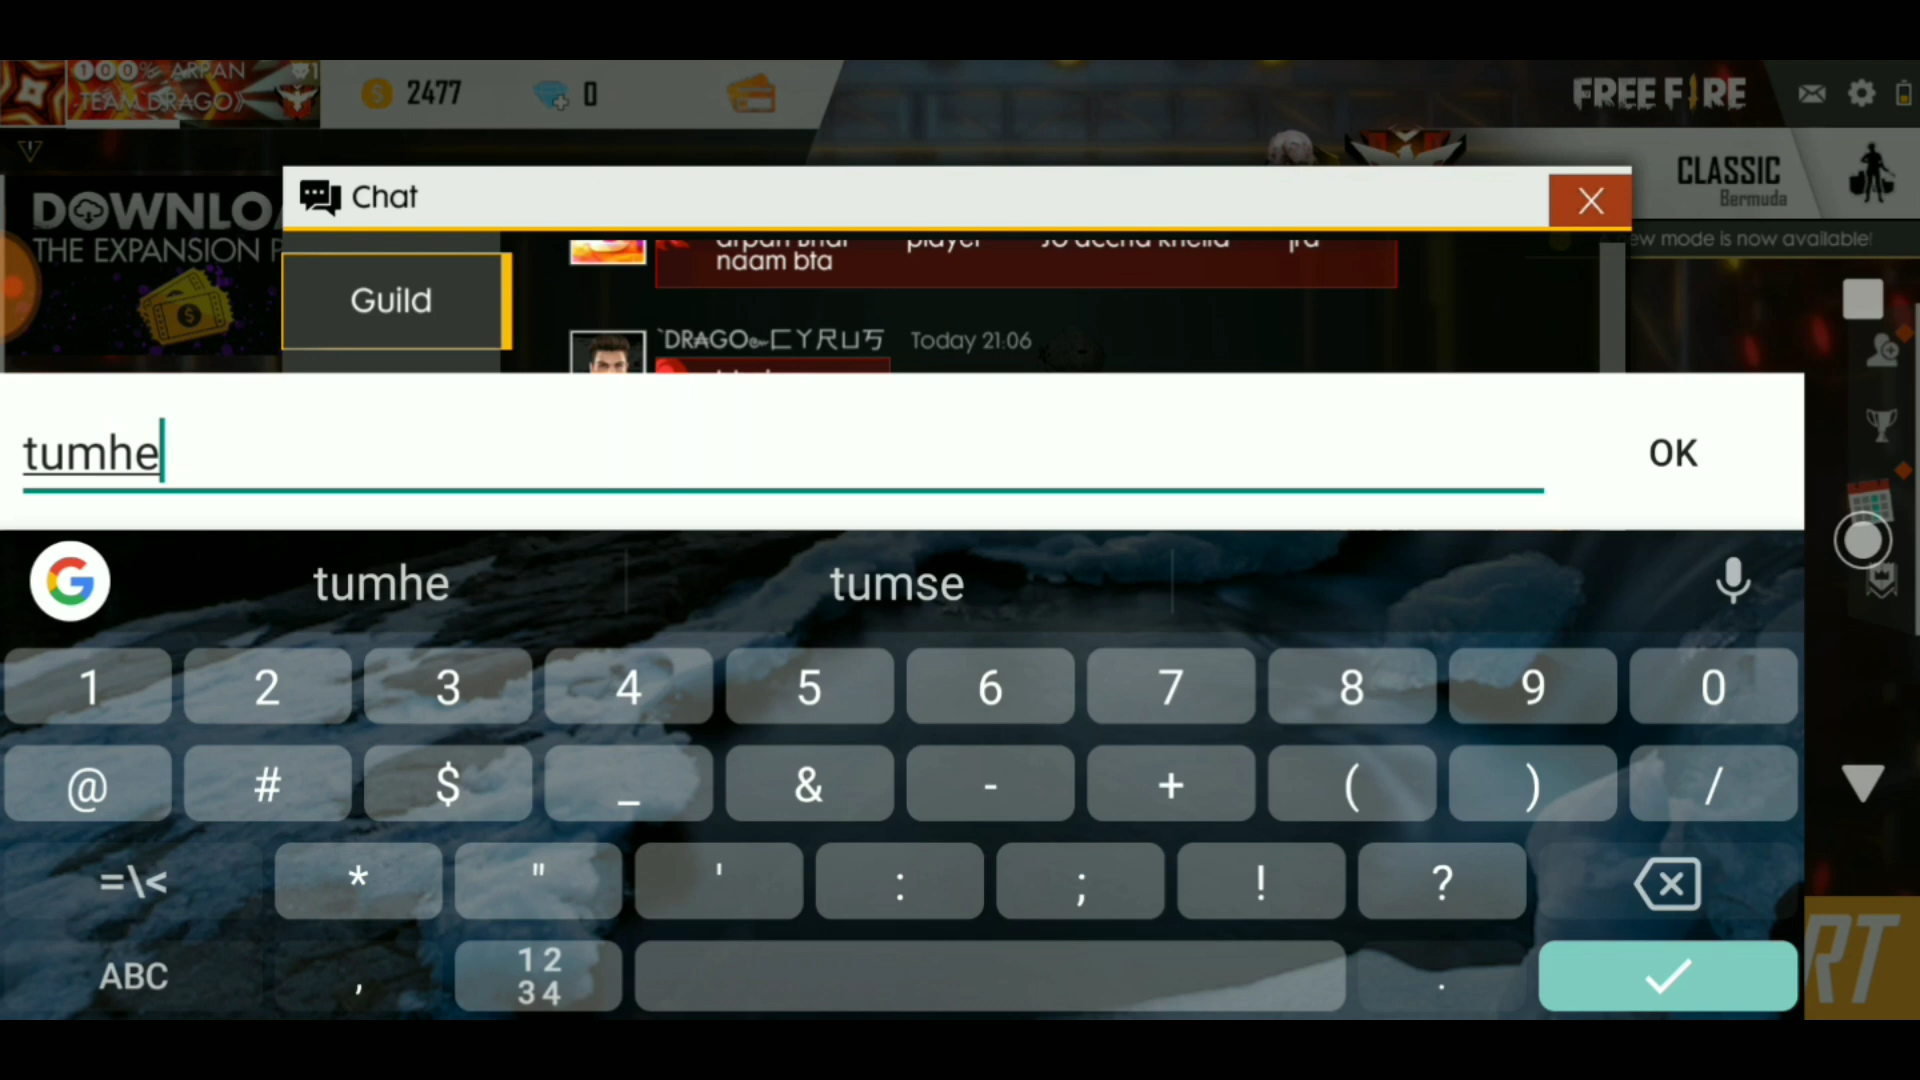 100% ARPAN
TEAM DRAGO》
2477
0
FREE FIRE
CLASSIC
Bermuda
ew mode is now available!
DOWNLOA
THE EXPANSION P
Chat
Guild
naam bta
Today 21:06
tumhe
OK
tumhe
tumse
1 2 3 4 5 6 7 8 9 0
@ # $ _ & - + ( ) /
=\< * " ' : ; ! ?
ABC , 12 .
34
RT